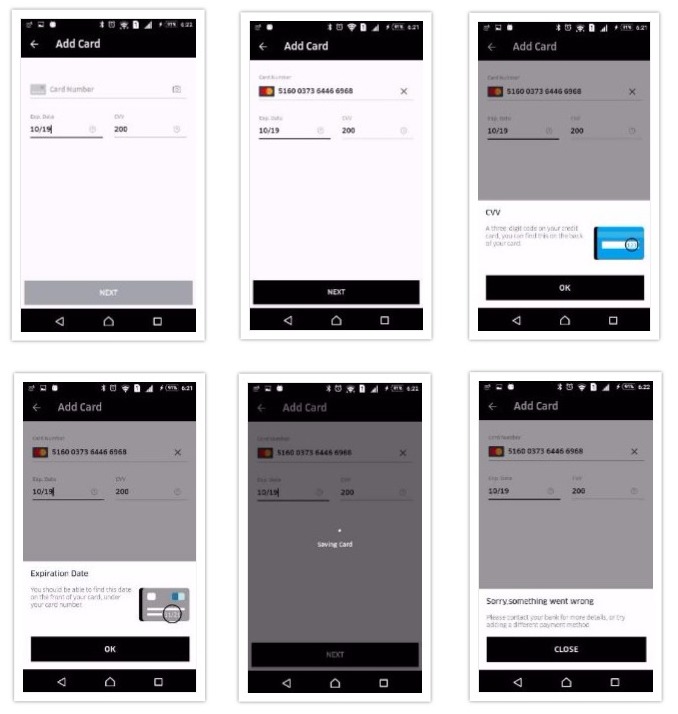 91% 6:22
Add Card
Card Number
Exp. Date CVV
10/19 200
NEXT
91% 6:21
Add Card
Card Number
5160 0373 6446 6968
Exp. Date CVV
10/19 200
NEXT
91% 6:21
Add Card
Card Number
5160 0373 6446 6968
Exp. Date CVV
10/19 200
CVV
A three-digit code on your credit
card, you can find this on the back
of your card
OK
91% 6:21
Add Card
Card Number
5160 0373 6446 6968
Exp. Date CVV
10/19 200
Expiration Date
You should be able to find this date
on the front of your card, under
your card number
OK
91% 6:22
Add Card
Card Number
5160 0373 6446 6968
Exp. Date CVV
10/19 200
Saving Card
NEXT
91% 6:22
Add Card
Card Number
5160 0373 6446 6968
Exp. Date CVV
10/19 200
Sorry,something went wrong
Please contact your bank for more details, or try
adding a different payment method
CLOSE